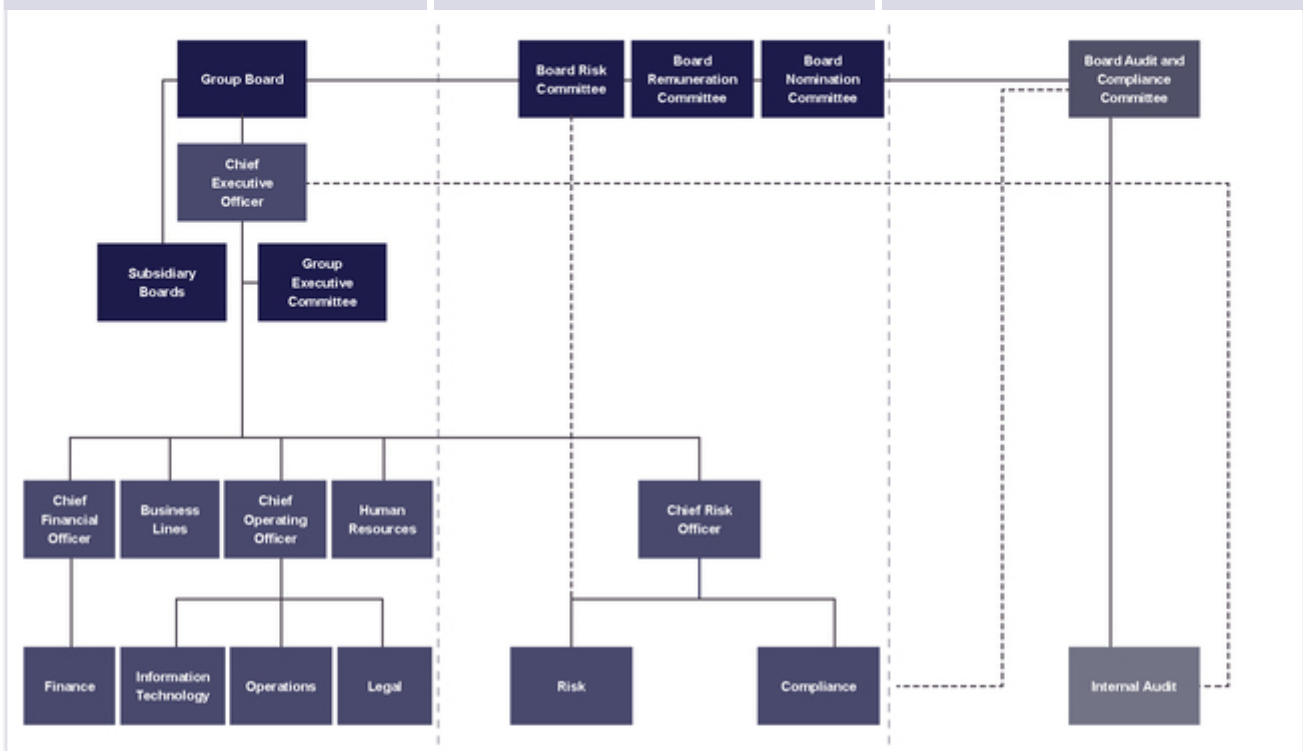 Group Board
Board Risk
Committee
Board
Remuneration
Committee
Board
Nomination
Committee
Board Audit and
Compliance
Committee
Chief
Executive
Officer
Subsidiary
Boards
Group
Executive
Committee
Chief
Financial
Officer
Business
Lines
Chief
Operating
Officer
Human
Resources
Chief Risk
Officer
Finance
Information
Technology
Operations
Legal
Risk
Compliance
Internal Audit